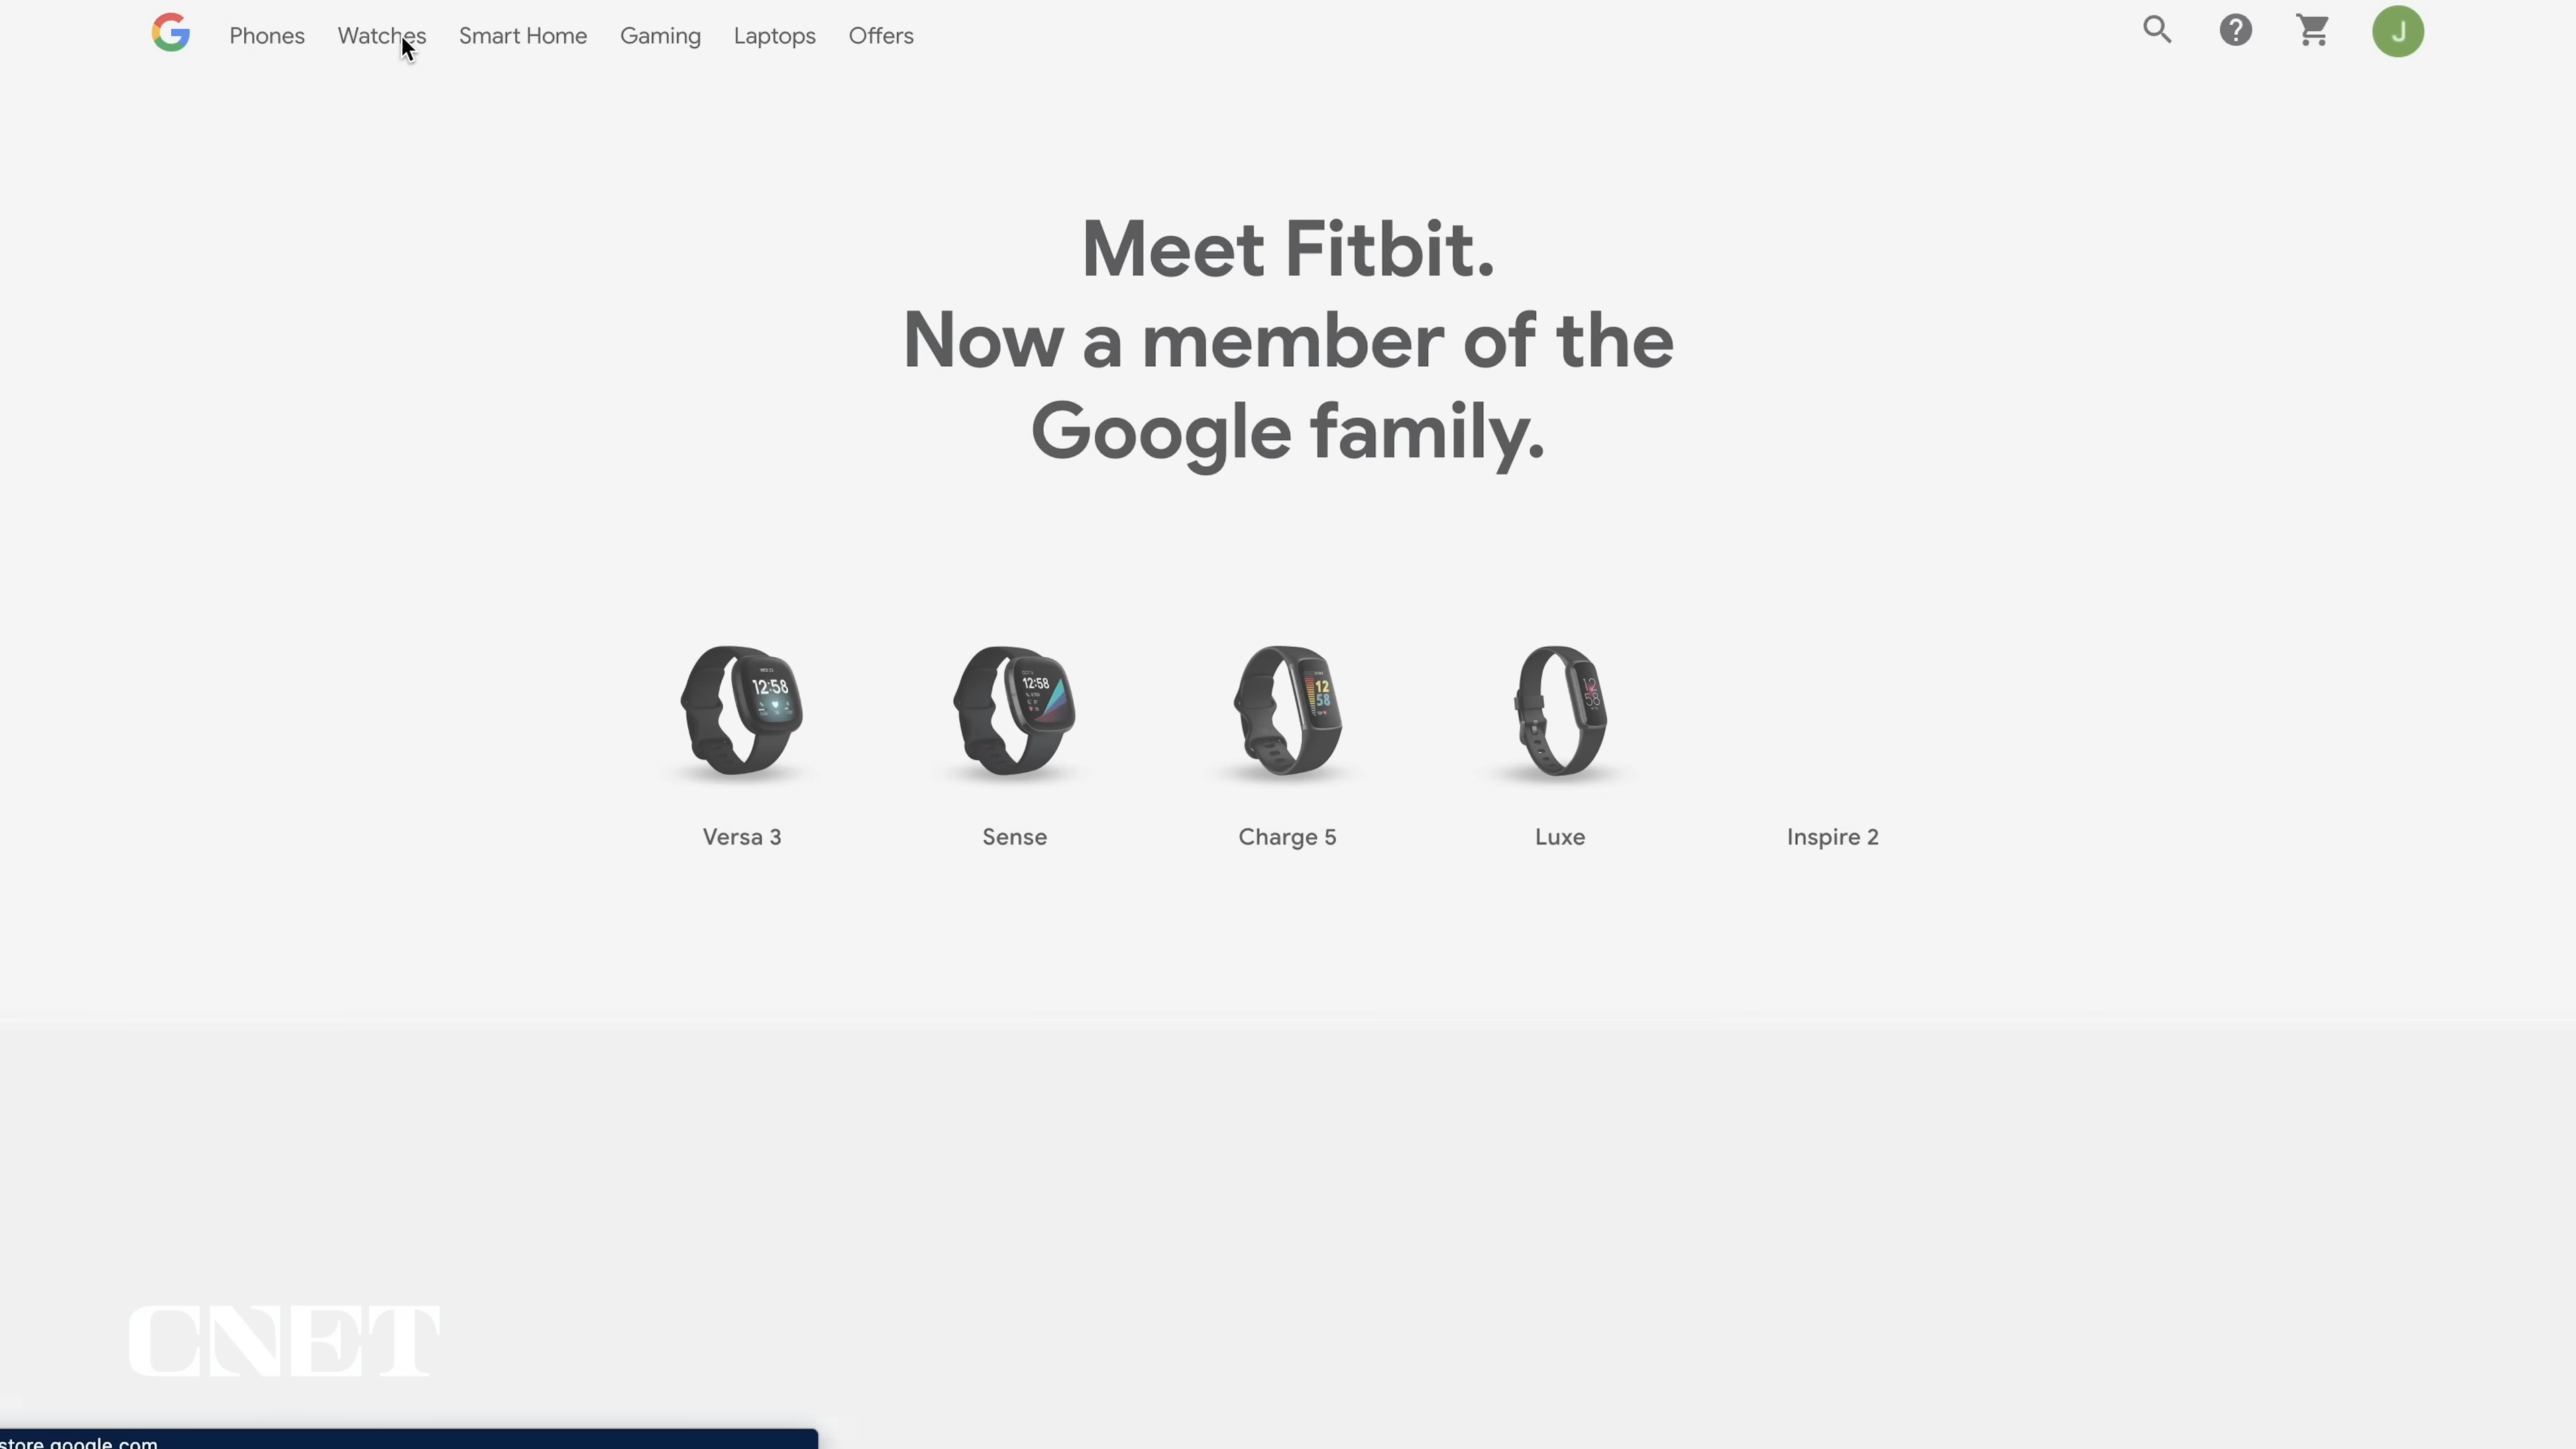 Phones Watches Smart Home Gaming Laptops Offers
J
Meet Fitbit.
Now a member of the
Google family.
12:58
12:58
12
58
Versa 3 Sense Charge 5 Luxe Inspire 2
CNET
store.google.com